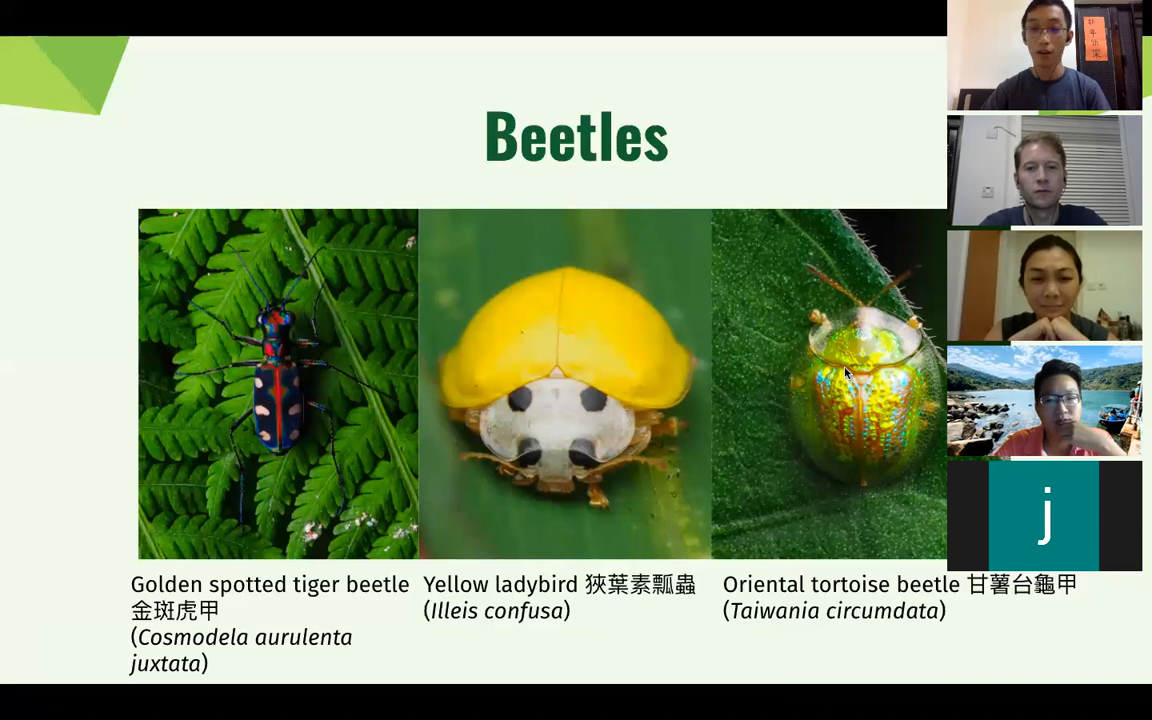 Beetles
Golden spotted tiger beetle
金斑虎甲
(Cosmodela aurulenta
juxtata)
Yellow ladybird 狹葉素瓢蟲
(Illeis confusa)
Oriental tortoise beetle 甘薯台龜甲
(Taiwania circumdata)
j